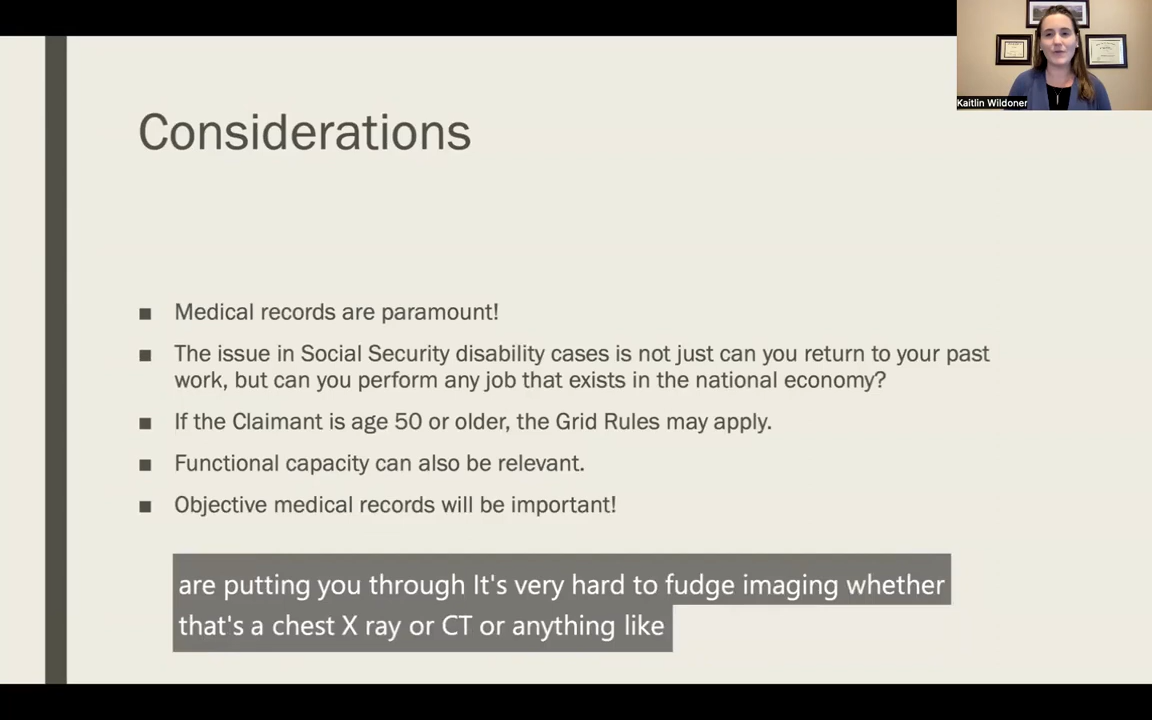 Kaitlin Wildoner
Considerations
■ Medical records are paramount!
■ The issue in Social Security disability cases is not just can you return to your past
work, but can you perform any job that exists in the national economy?
■ If the Claimant is age 50 or older, the Grid Rules may apply.
■ Functional capacity can also be relevant.
■ Objective medical records will be important!
are putting you through It's very hard to fudge imaging whether
that's a chest X ray or CT or anything like